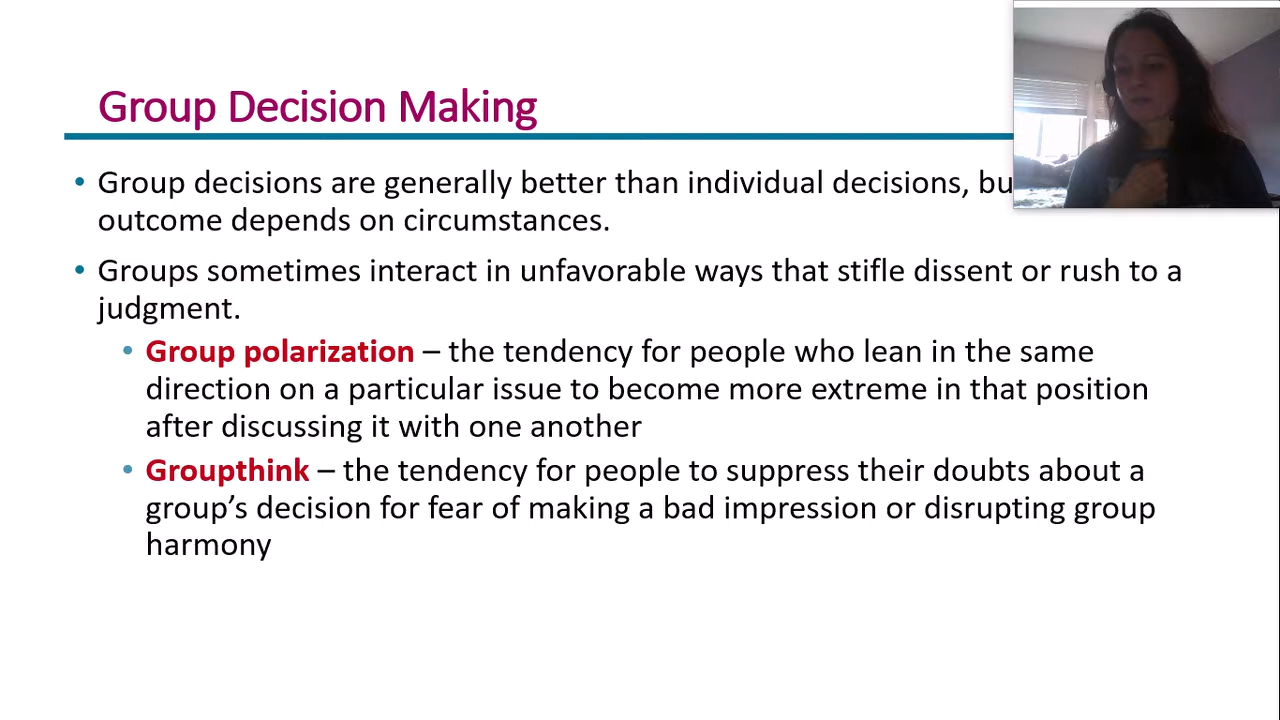 Group Decision Making
• Group decisions are generally better than individual decisions,
outcome depends on circumstances.
• Groups sometimes interact in unfavorable ways that stifle dissent or rush to a
judgment.
• Group polarization – the tendency for people who lean in the same
direction on a particular issue to become more extreme in that position
after discussing it with one another
• Groupthink – the tendency for people to suppress their doubts about a
group’s decision for fear of making a bad impression or disrupting group
harmony